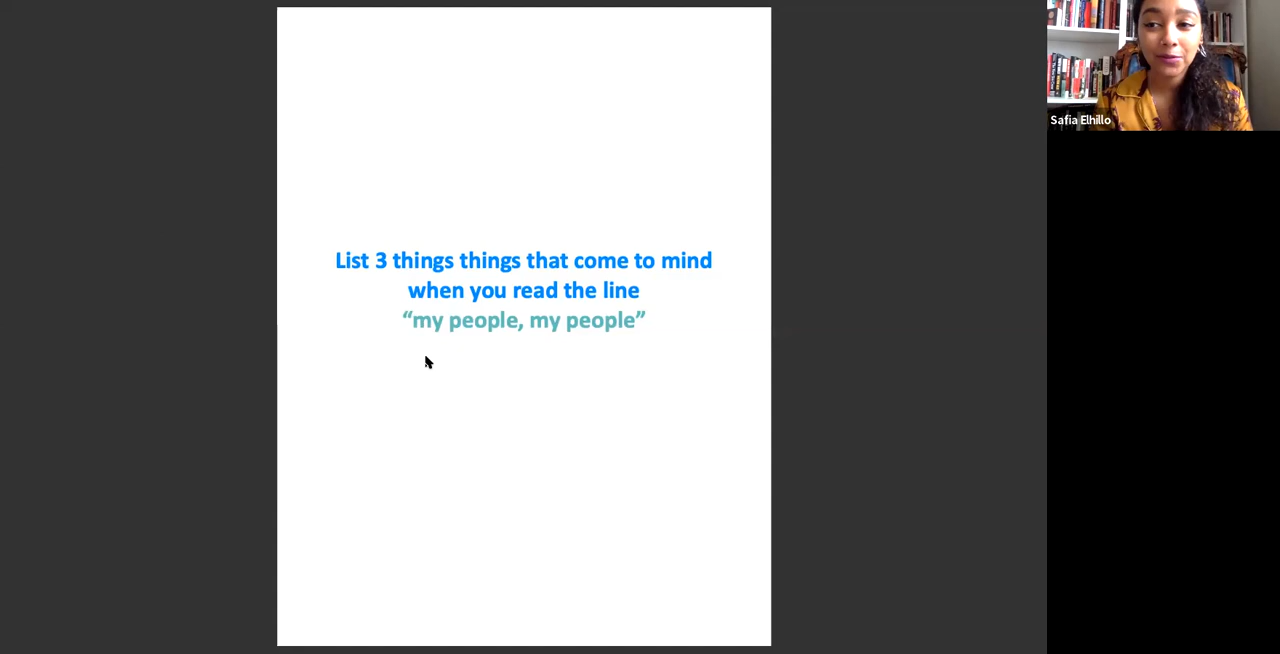 List 3 things things that come to mind
when you read the line
“my people, my people”
Safia Elhillo